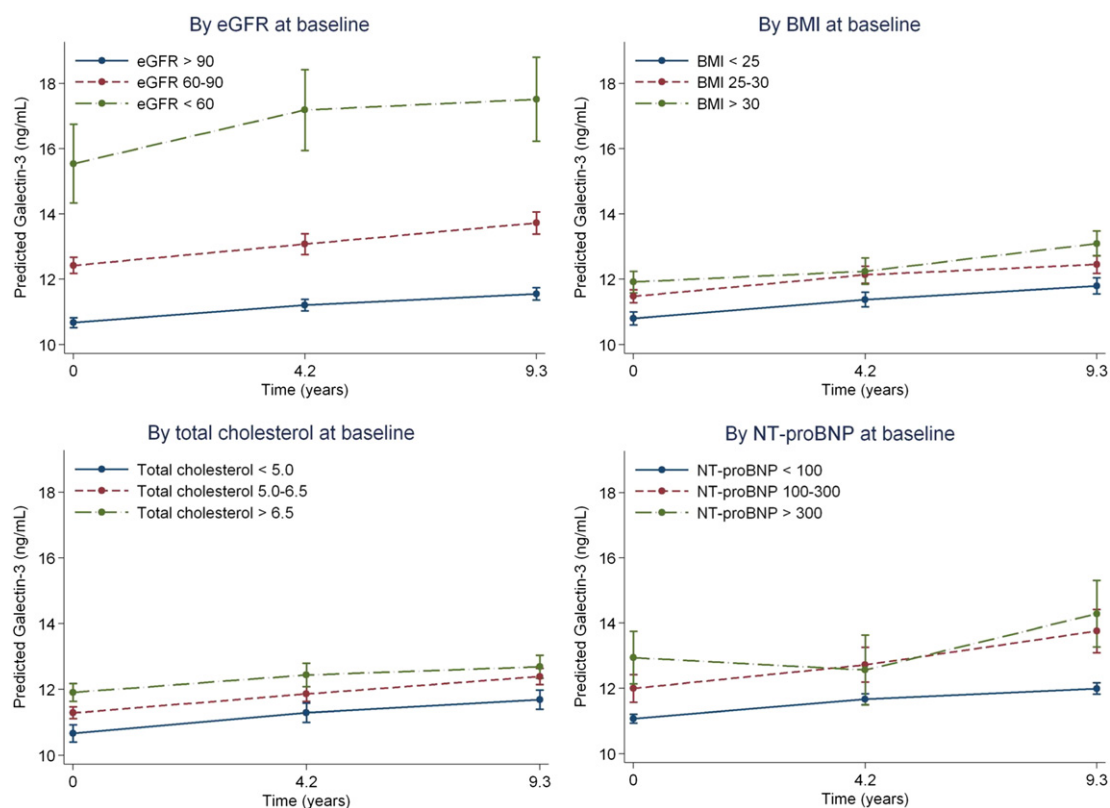 By eGFR at baseline
eGFR > 90
eGFR 60-90
eGFR < 60
Predicted Galectin-3 (ng/mL)
18
16
14
12
10
0
4.2
9.3
Time (years)
By BMI at baseline
BMI < 25
BMI 25-30
BMI > 30
Predicted Galectin-3 (ng/mL)
18
16
14
12
10
0
4.2
9.3
Time (years)
By total cholesterol at baseline
Total cholesterol < 5.0
Total cholesterol 5.0-6.5
Total cholesterol > 6.5
Predicted Galectin-3 (ng/mL)
18
16
14
12
10
0
4.2
9.3
Time (years)
By NT-proBNP at baseline
NT-proBNP < 100
NT-proBNP 100-300
NT-proBNP > 300
Predicted Galectin-3 (ng/mL)
18
16
14
12
10
0
4.2
9.3
Time (years)